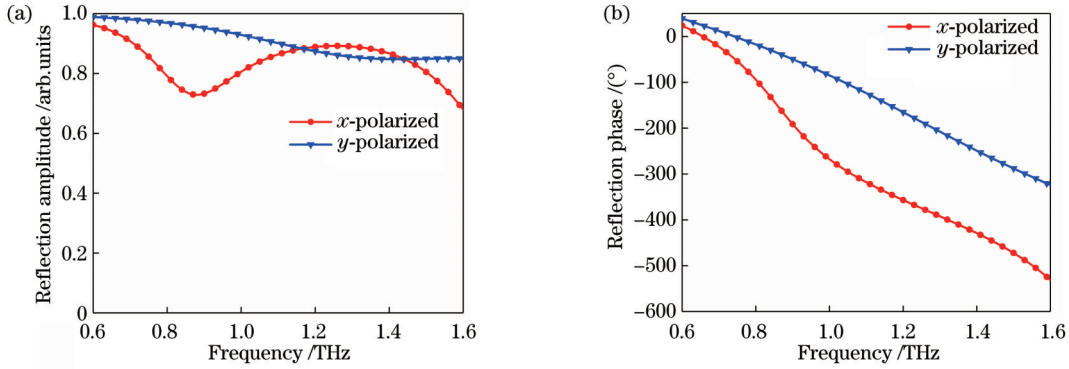 (a)
Reflection amplitude /arb.units
1.0
0.8
0.6
0.4
0.2
0
x-polarized
y-polarized
0.6
0.8
1.0
1.2
1.4
1.6
Frequency /THz
(b)
Reflection phase /(°)
0
–100
–200
–300
–400
–500
–600
x-polarized
y-polarized
0.6
0.8
1.0
1.2
1.4
1.6
Frequency /THz